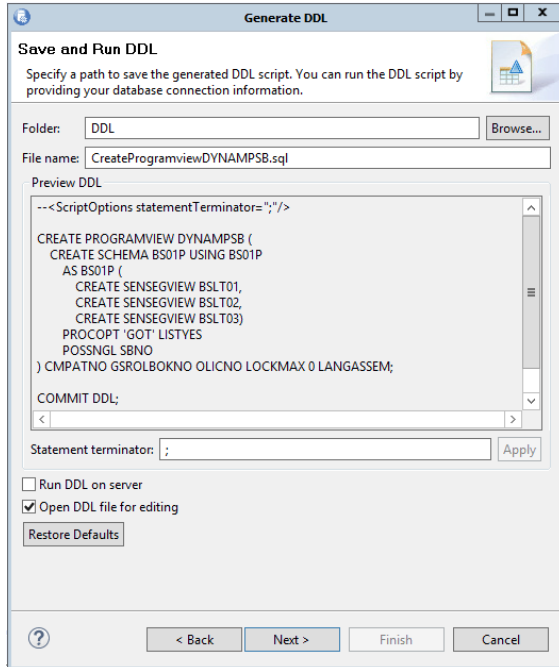 Generate DDL
Save and Run DDL
Specify a path to save the generated DDL script. You can run the DDL script by
providing your database connection information.
Folder: DDL Browse...
File name: CreateProgramviewDYNAMPSB.sql
Preview DDL
--<ScriptOptions statementTerminator=";"/>
CREATE PROGRAMVIEW DYNAMPSB (
CREATE SCHEMA BS01P USING BS01P
AS BS01P (
CREATE SENSEGVIEW BSLT01,
CREATE SENSEGVIEW BSLT02,
CREATE SENSEGVIEW BSLT03)
PROCOPT 'GOT' LISTYES
POSSNGL SBNO
) CMPATNO GSROLBOKNO OLICNO LOCKMAX 0 LANGASSEM;
COMMIT DDL;
Statement terminator: ; Apply
Run DDL on server
Open DDL file for editing
Restore Defaults
? < Back Next > Finish Cancel